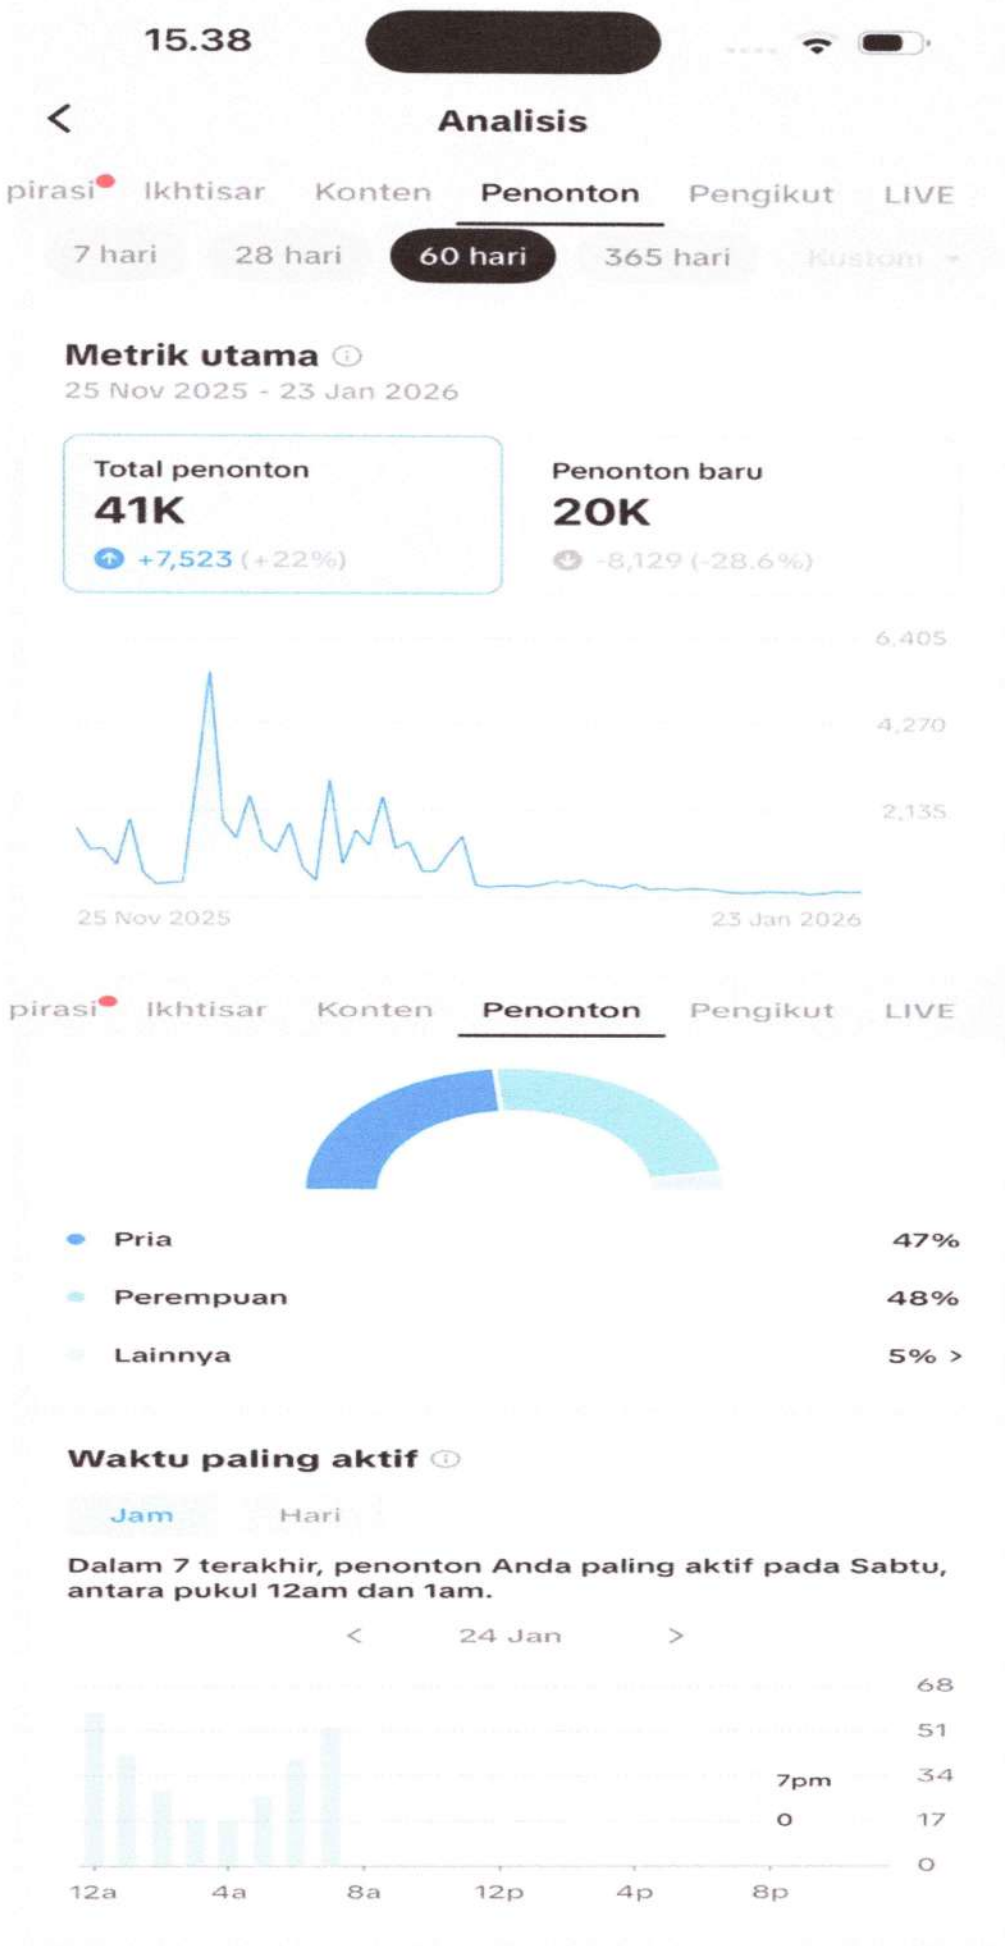 15.38
Analisis
pirasi Ikhtisar Konten Penonton Pengikut LIVE
7 hari 28 hari 60 hari 365 hari Kustom
Metrik utama
25 Nov 2025 - 23 Jan 2026
Total penonton Penonton baru
41K 20K
+7,523 (+22%) -8,129 (-28.6%)
6,405
4,270
2,135
25 Nov 2025 23 Jan 2026
pirasi Ikhtisar Konten Penonton Pengikut LIVE
Pria 47%
Perempuan 48%
Lainnya 5% >
Waktu paling aktif
Jam Hari
Dalam 7 terakhir, penonton Anda paling aktif pada Sabtu,
antara pukul 12am dan 1am.
< 24 Jan >
68
51
34
7pm
0
17
0
12a 4a 8a 12p 4p 8p